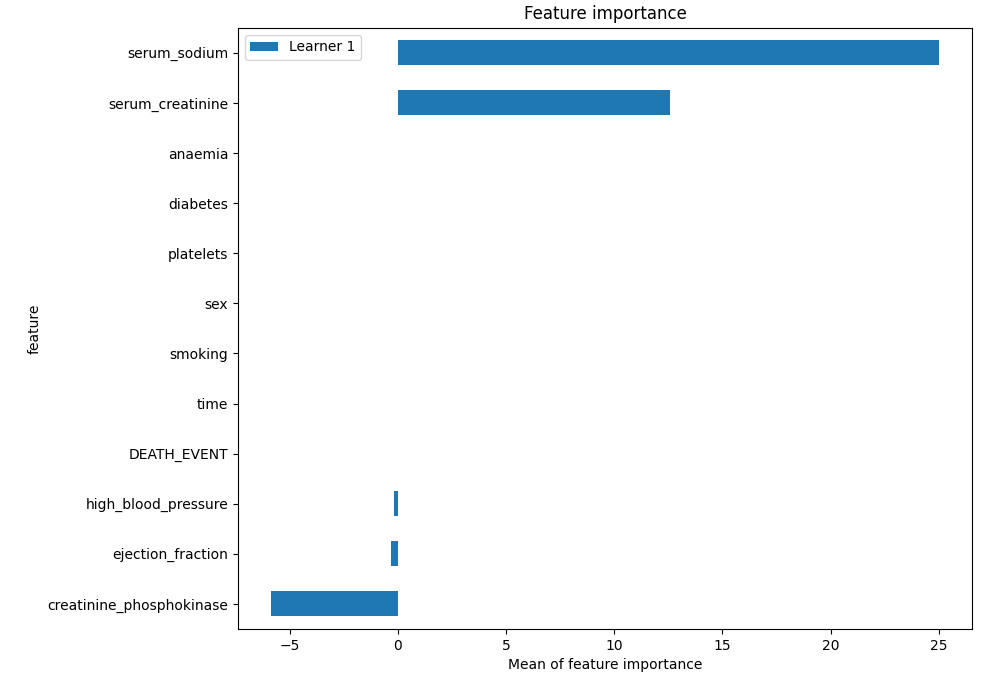 Feature importance
Learner 1
serum_sodium
serum_creatinine
anaemia
diabetes
platelets
sex
smoking
time
DEATH_EVENT
high_blood_pressure
ejection_fraction
creatinine_phosphokinase
feature
−5 0 5 10 15 20 25
Mean of feature importance